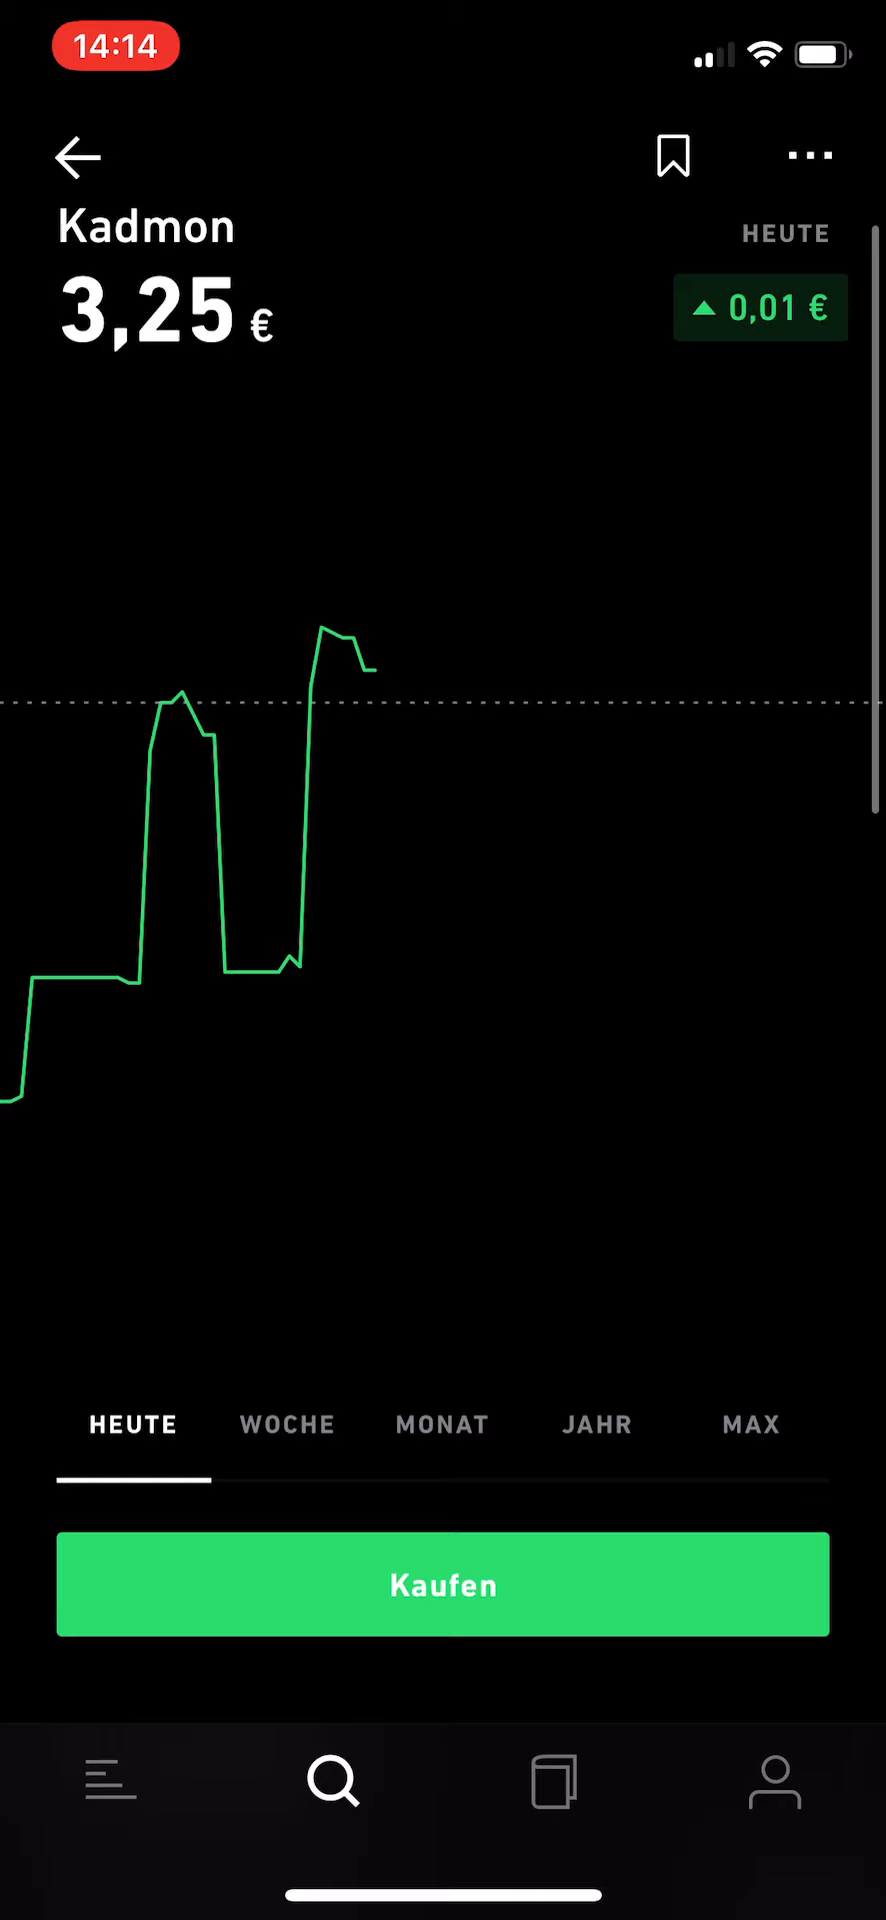 14:14
Kadmon
HEUTE
3,25 €
0,01 €
HEUTE WOCHE MONAT JAHR MAX
Kaufen